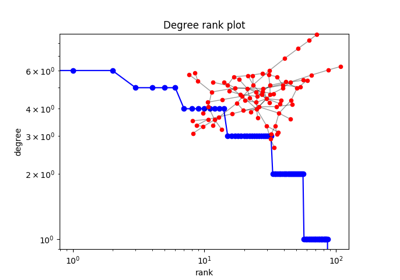 Degree rank plot
degree
6 × 10⁰
4 × 10⁰
3 × 10⁰
2 × 10⁰
10⁰
10⁰
10¹
10²
rank